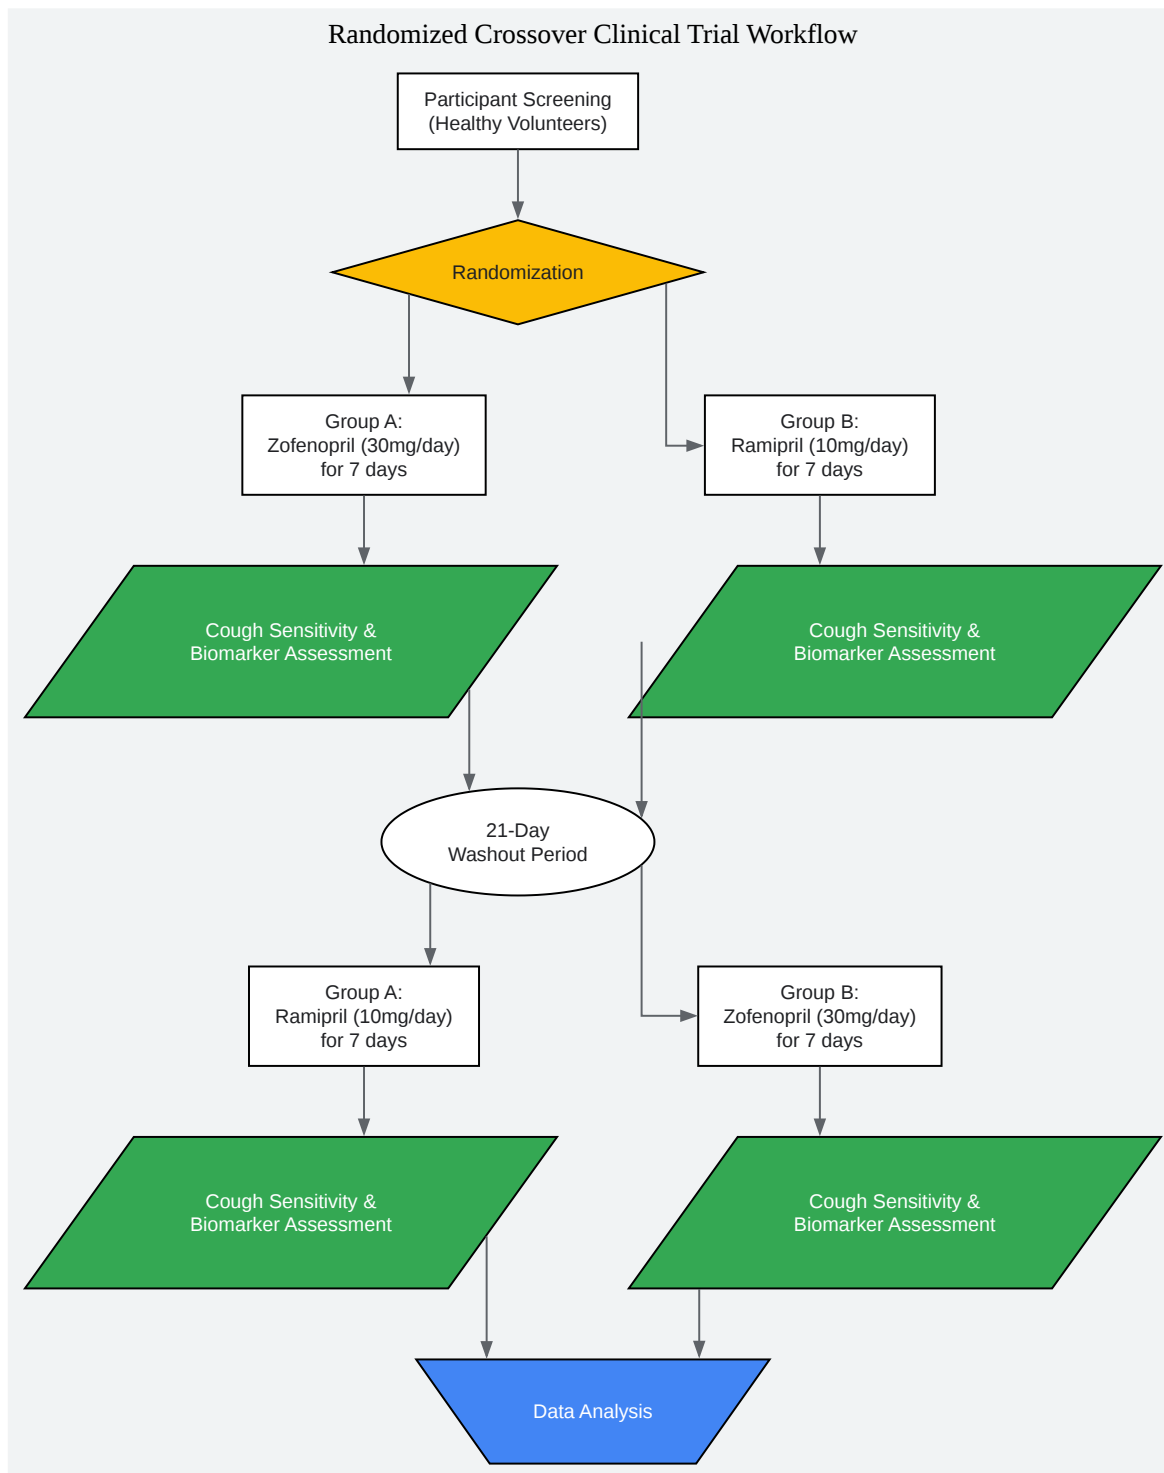 Randomized Crossover Clinical Trial Workflow
Participant Screening
(Healthy Volunteers)
Randomization
Group A:
Zofenopril (30mg/day)
for 7 days
Group B:
Ramipril (10mg/day)
for 7 days
Cough Sensitivity &
Biomarker Assessment
Cough Sensitivity &
Biomarker Assessment
21-Day
Washout Period
Group A:
Ramipril (10mg/day)
for 7 days
Group B:
Zofenopril (30mg/day)
for 7 days
Cough Sensitivity &
Biomarker Assessment
Cough Sensitivity &
Biomarker Assessment
Data Analysis